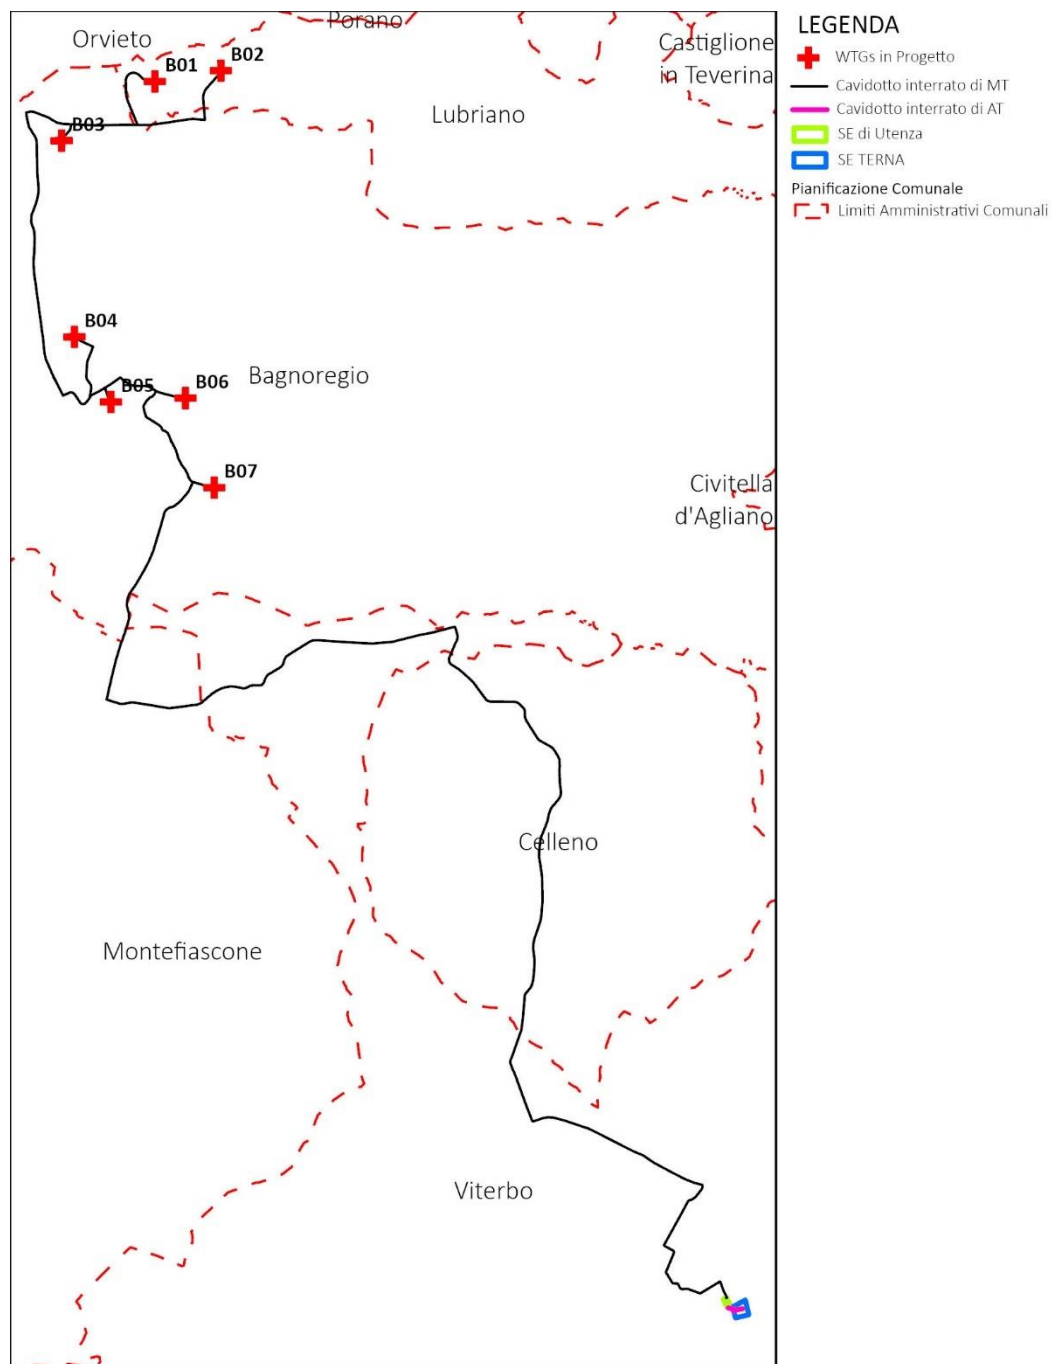 Porano
Orvieto
Castiglione
in Teverina
B01
B02
Lubriano
B03
B04
Bagnoregio
B05
B06
B07
Civitella
d'Agliano
Celleno
Montefiascone
Viterbo
LEGENDA
WTGs in Progetto
Cavidotto interrato di MT
Cavidotto interrato di AT
SE di Utenza
SE TERNA
Pianificazione Comunale
Limiti Amministrativi Comunali